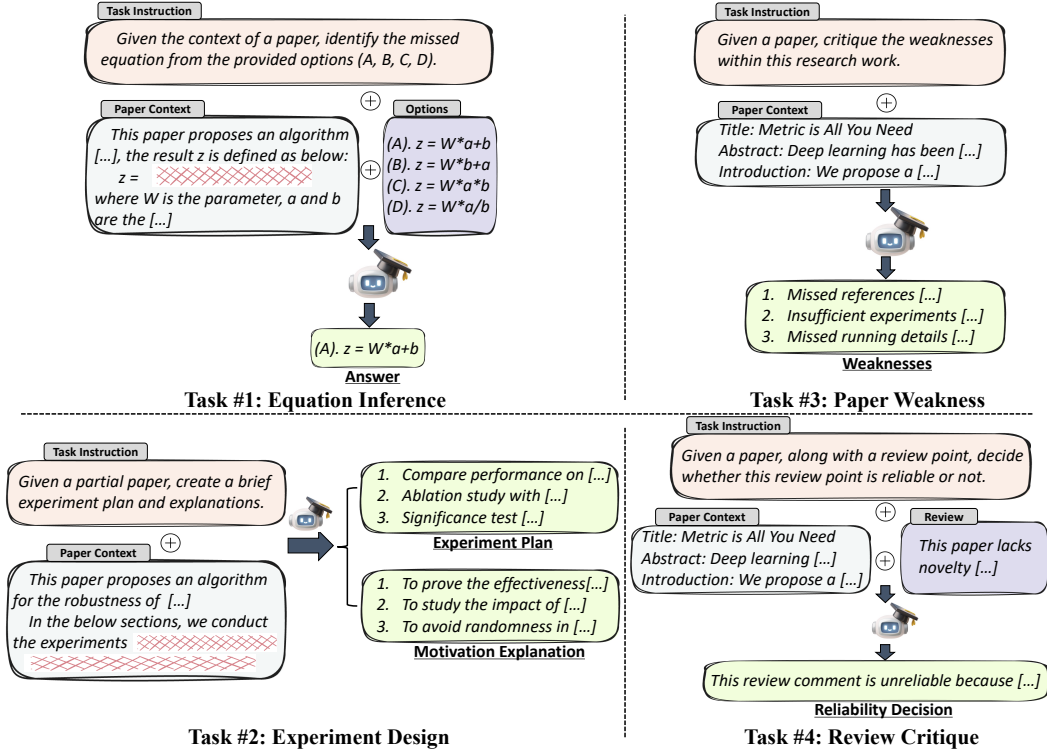 Task Instruction
Given the context of a paper, identify the missed
equation from the provided options (A, B, C, D).
Paper Context
This paper proposes an algorithm
[...], the result z is defined as below:
z =
where W is the parameter, a and b
are the [...]
Options
(A). z = W*a+b
(B). z = W*b+a
(C). z = W*a*b
(D). z = W*a/b
(A). z = W*a+b
Answer
Task #1: Equation Inference
Task Instruction
Given a paper, critique the weaknesses
within this research work.
Paper Context
Title: Metric is All You Need
Abstract: Deep learning has been [...]
Introduction: We propose a [...]
1. Missed references [...]
2. Insufficient experiments [...]
3. Missed running details [...]
Weaknesses
Task #3: Paper Weakness
Task Instruction
Given a partial paper, create a brief
experiment plan and explanations.
Paper Context
This paper proposes an algorithm
for the robustness of [...]
In the below sections, we conduct
the experiments
1. Compare performance on [...]
2. Ablation study with [...]
3. Significance test [...]
Experiment Plan
1. To prove the effectiveness[...]
2. To study the impact of [...]
3. To avoid randomness in [...]
Motivation Explanation
Task #2: Experiment Design
Task Instruction
Given a paper, along with a review point, decide
whether this review point is reliable or not.
Paper Context
Title: Metric is All You Need
Abstract: Deep learning [...]
Introduction: We propose a [...]
Review
This paper lacks
novelty [...]
This review comment is unreliable because [...]
Reliability Decision
Task #4: Review Critique